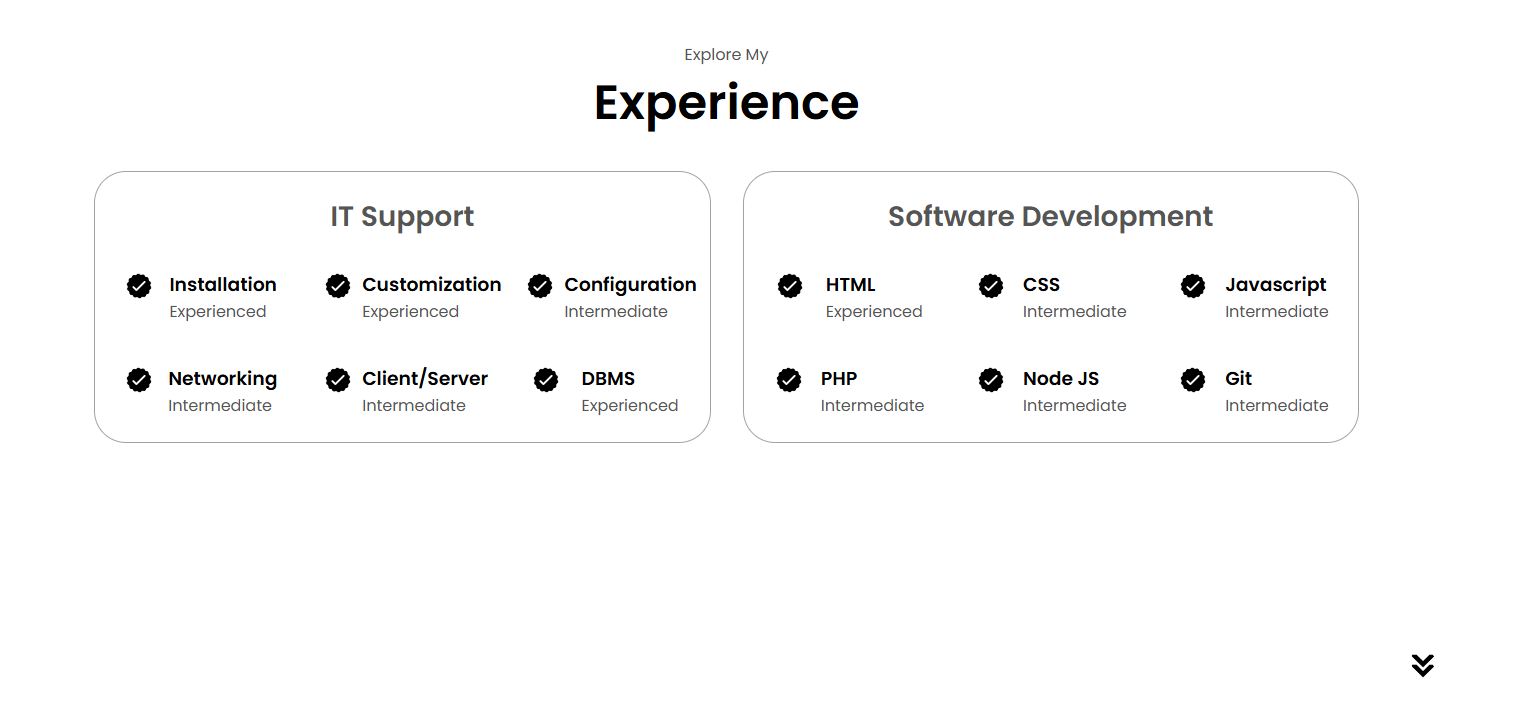 Explore My
Experience
IT Support
Installation
Experienced
Customization
Experienced
Configuration
Intermediate
Networking
Intermediate
Client/Server
Intermediate
DBMS
Experienced
Software Development
HTML
Experienced
CSS
Intermediate
Javascript
Intermediate
PHP
Intermediate
Node JS
Intermediate
Git
Intermediate